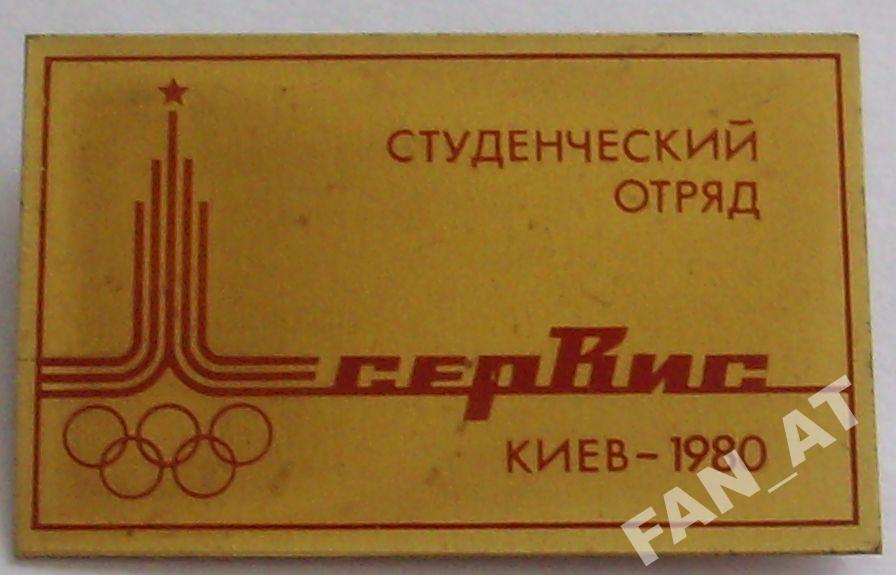 СТУДЕНЧЕСКИЙ
ОТРЯД
серВис
КИЕВ-1980
FAN_AT